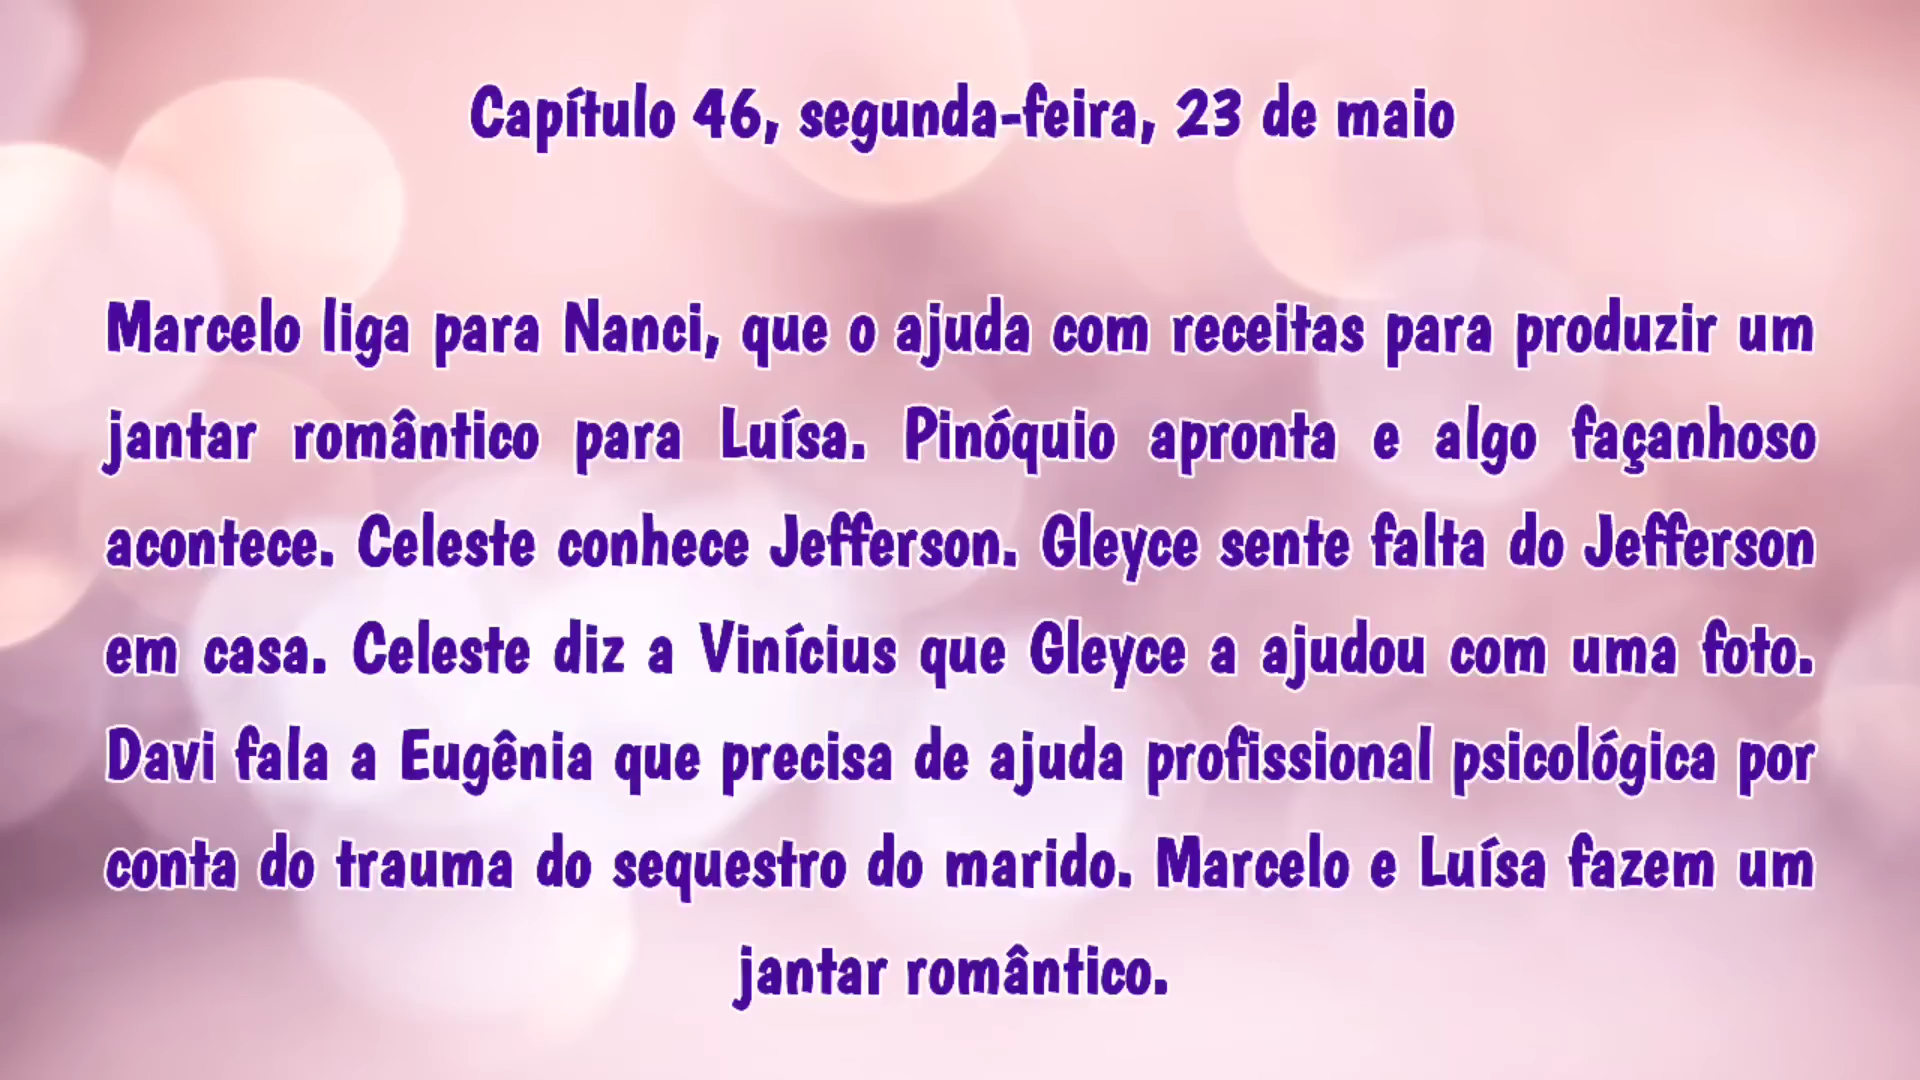 Capítulo 46, segunda-feira, 23 de maio
Marcelo liga para Nanci, que o ajuda com receitas para produzir um
jantar romântico para Luísa. Pinóquio apronta e algo façanhoso
acontece. Celeste conhece Jefferson. Gleyce sente falta do Jefferson
em casa. Celeste diz a Vinícius que Gleyce a ajudou com uma foto.
Davi fala a Eugênia que precisa de ajuda profissional psicológica por
conta do trauma do sequestro do marido. Marcelo e Luísa fazem um
jantar romântico.